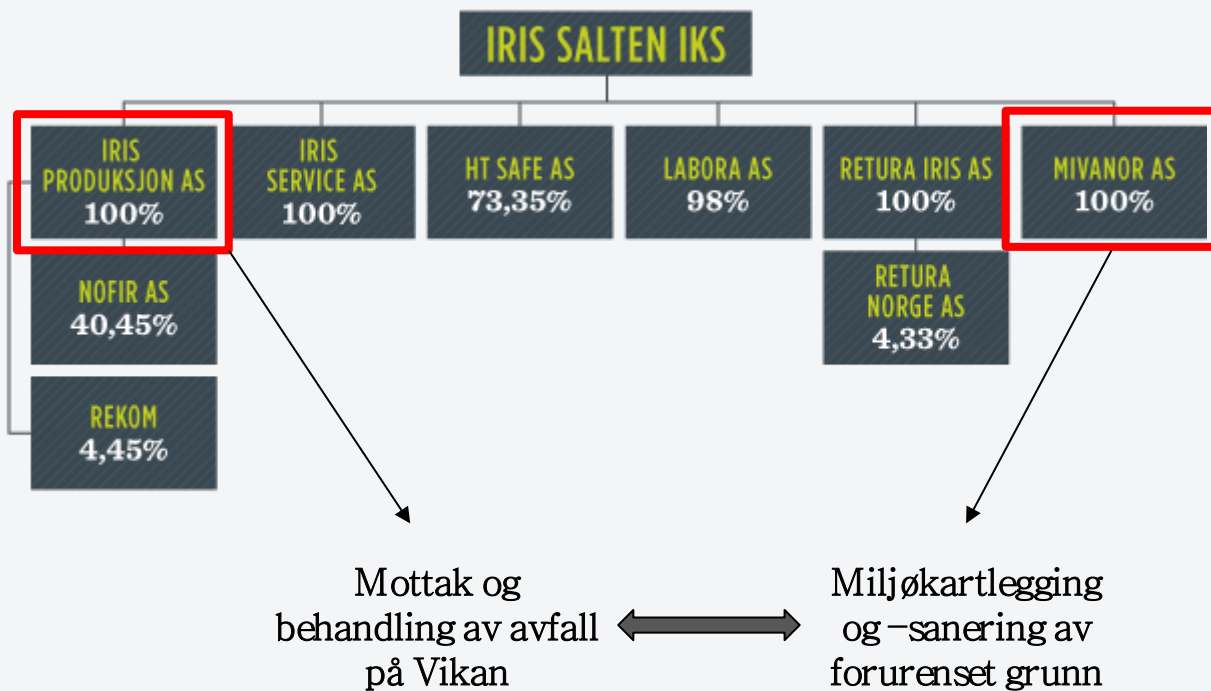 IRIS SALTEN IKS
IRIS
PRODUKSJON AS
100%
IRIS
SERVICE AS
100%
HT SAFE AS
73,35%
LABORA AS
98%
RETURA IRIS AS
100%
MIVANOR AS
100%
NOFIR AS
40,45%
RETURA
NORGE AS
4,33%
REKOM
4,45%
Mottak og
behandling av avfall
på Vikan
Miljøkartlegging
og –sanering av
forurenset grunn